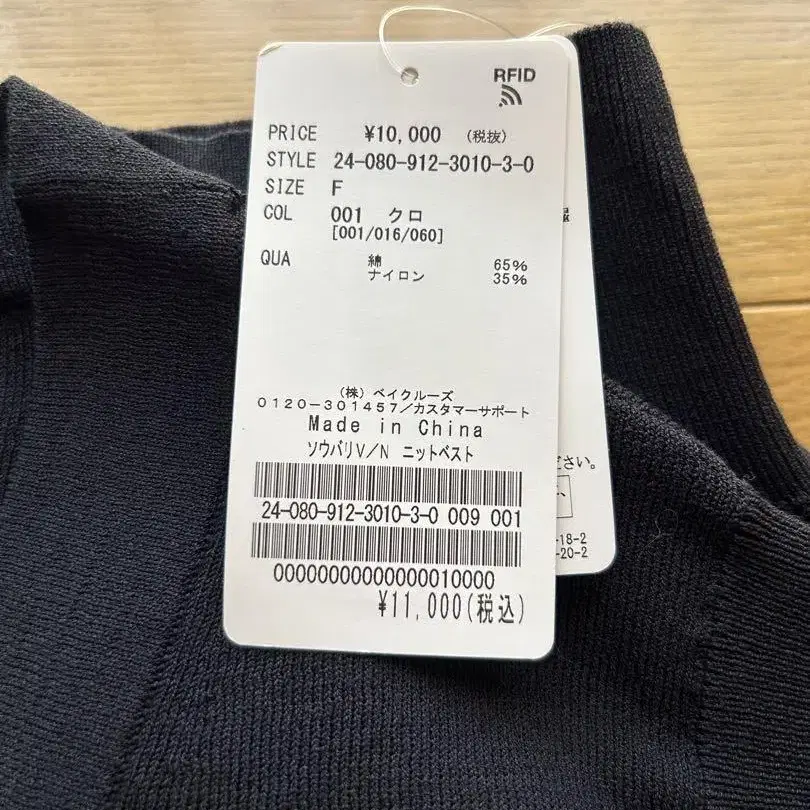 RFID
PRICE ¥10,000 (税抜)
STYLE 24-080-912-3010-3-0
SIZE F
COL 001 クロ
[001/016/060]
QUA 綿 65%
ナイロン 35%
(株) ベイクルーズ
0120-301457/カスタマーサポート
Made in China
ソウバリV/N ニットベスト
24-080-912-3010-3-0 009 001
00000000000000010000
¥11,000(税込)
ださい。
-18-2
-20-2